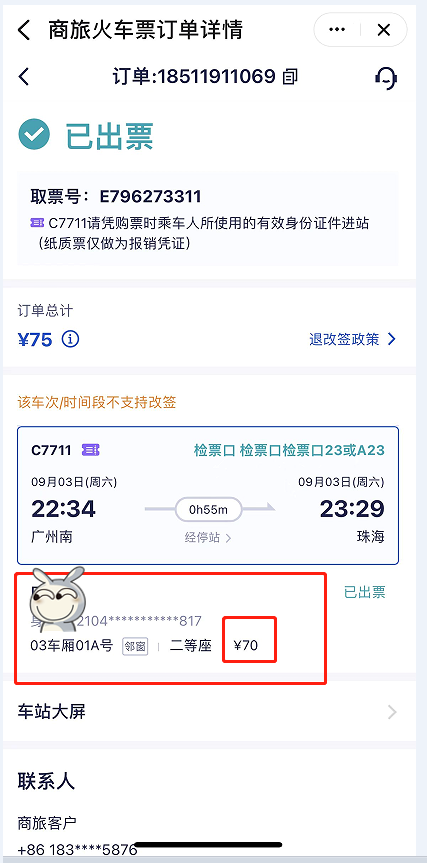 商旅火车票订单详情
订单:18511911069
已出票
取票号：E796273311
C7711请凭购票时乘车人所使用的有效身份证件进站
（纸质票仅做为报销凭证）
订单总计
¥75
退改签政策
该车次/时间段不支持改签
C7711
检票口 检票口检票口23或A23
09月03日(周六)
09月03日(周六)
22:34
0h55m
23:29
广州南
经停站
珠海
已出票
2104***********817
03车厢01A号 邻窗 二等座 ¥70
车站大屏
联系人
商旅客户
+86 183****5876